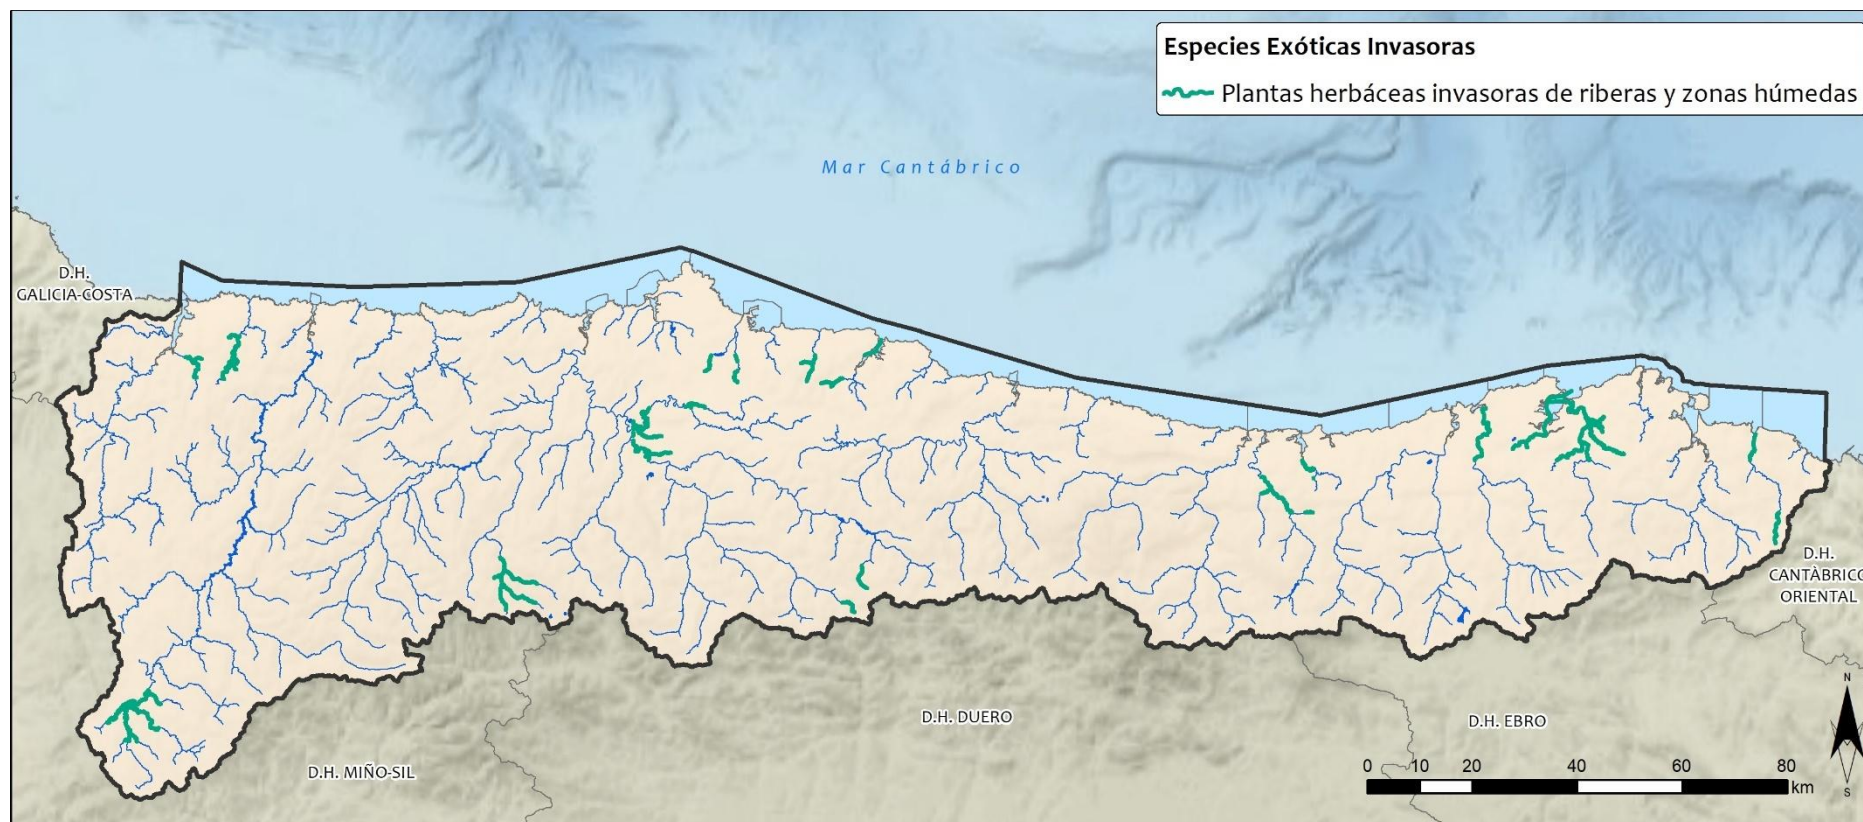 Especies Exóticas Invasoras
Plantas herbáceas invasoras de riberas y zonas húmedas
Mar Cantábrico
D.H.
GALICIA-COSTA
D.H.
CANTÀBRICO
ORIENTAL
D.H. DUERO
D.H. EBRO
D.H. MIÑO-SIL
N
S
0 10 20 40 60 80
km